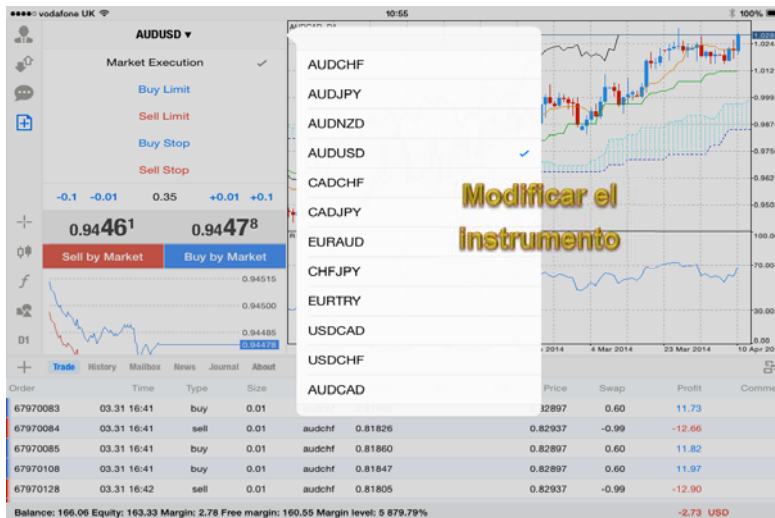 vodafone UK 10:55 100%
AUDUSD ▾
Market Execution
Buy Limit
Sell Limit
Buy Stop
Sell Stop
-0.1 -0.01 0.35 +0.01 +0.1
0.94461 0.94478
Sell by Market Buy by Market
0.94515
0.94500
0.94485
0.94478
D1
AUDCHF
AUDJPY
AUDNZD
AUDUSD
CADCHF
CADJPY
EURAUD
CHFJPY
EURTRY
USDCAD
USDCHF
AUDCAD
Modificar el
instrumento
1.028
1.024
1.012
0.999
0.987
0.975
0.962
0.950
100.0
70.00
30.00
0.00
2014 4 Mar 2014 23 Mar 2014 10 Apr 20
Trade History Mailbox News Journal About
Order Time Type Size Price Swap Profit Comme
67970083 03.31 16:41 buy 0.01 0.82897 0.60 11.73
67970084 03.31 16:41 sell 0.01 audchf 0.81826 0.82937 -0.99 -12.66
67970085 03.31 16:41 buy 0.01 audchf 0.81860 0.82897 0.60 11.82
67970108 03.31 16:41 buy 0.01 audchf 0.81847 0.82897 0.60 11.97
67970128 03.31 16:42 sell 0.01 audchf 0.81805 0.82937 -0.99 -12.90
Balance: 166.06 Equity: 163.33 Margin: 2.78 Free margin: 160.55 Margin level: 5 879.79% -2.73 USD